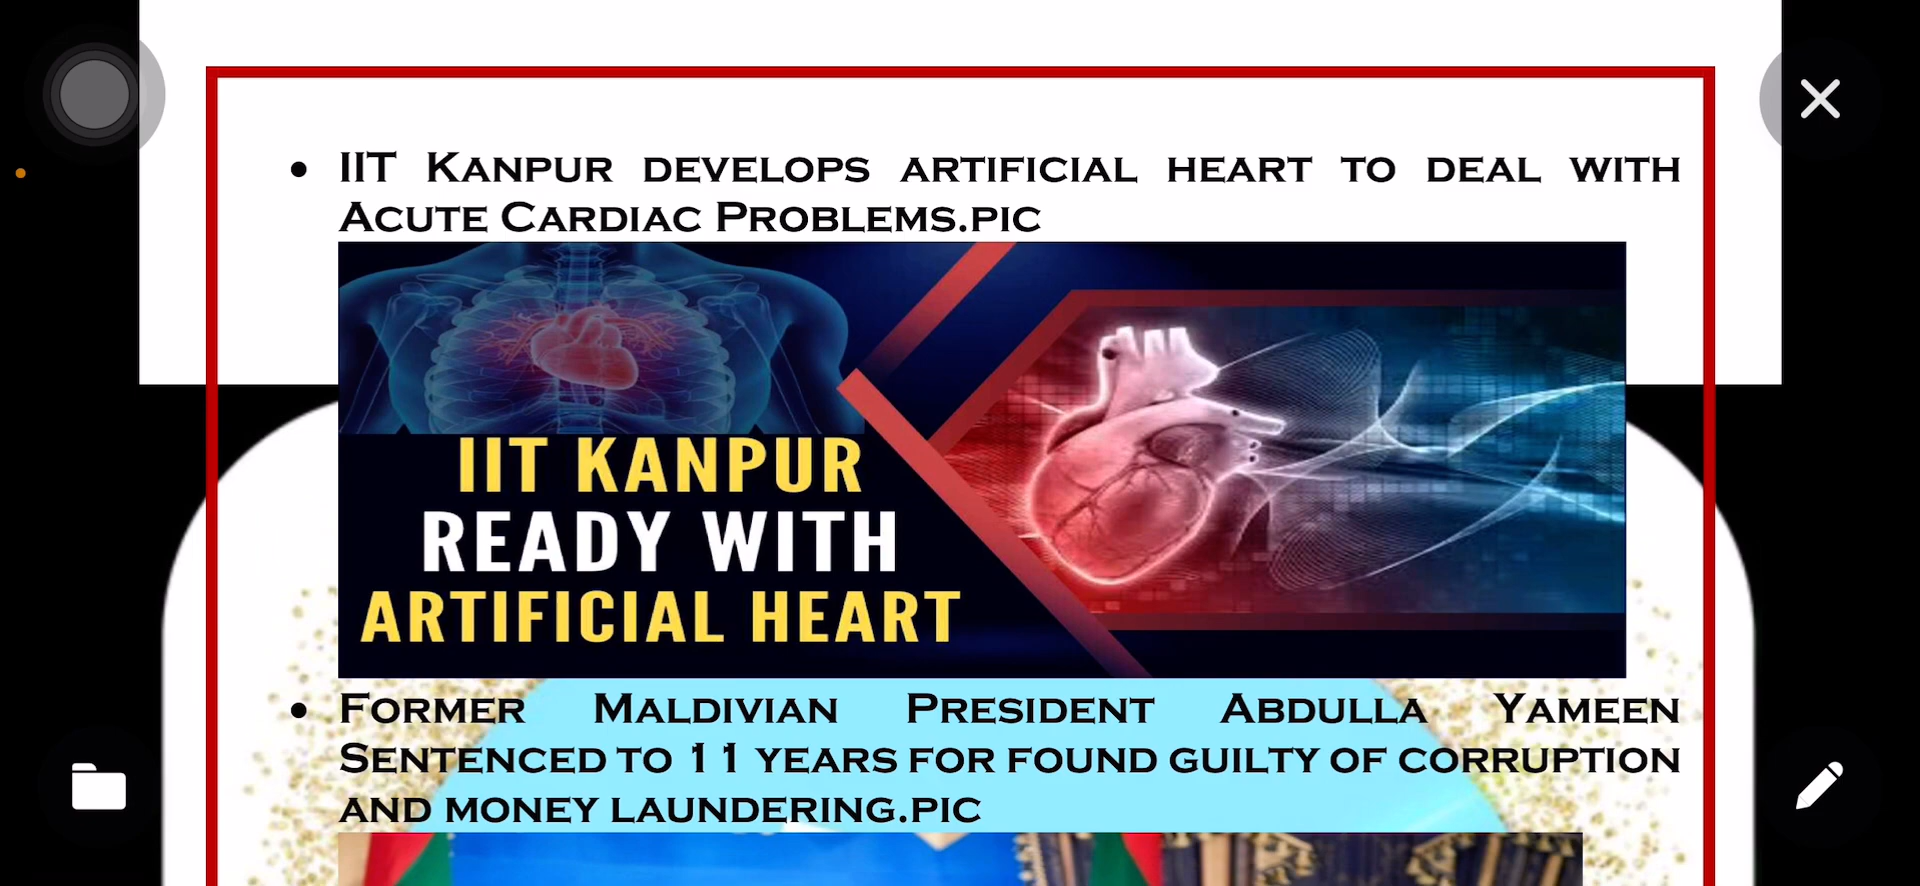 • IIT Kanpur develops artificial heart to deal with
Acute Cardiac Problems.pic
IIT KANPUR
READY WITH
ARTIFICIAL HEART
• Former Maldivian President Abdulla Yameen
Sentenced to 11 years for found guilty of corruption
and money laundering.pic